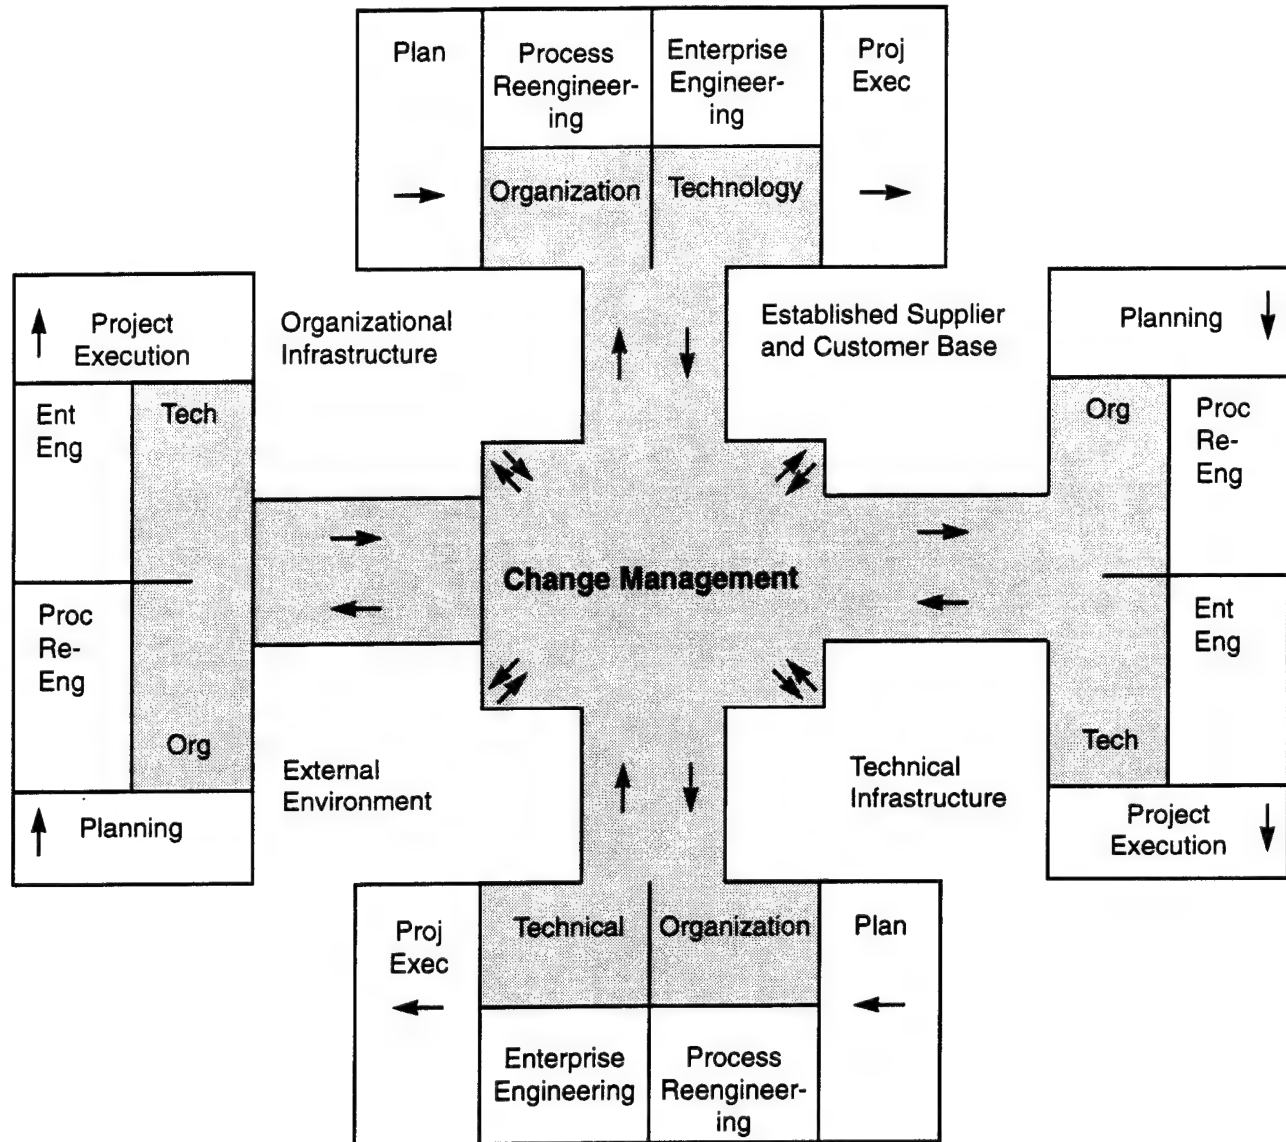 Plan
Process
Reengineer-
ing
Enterprise
Engineer-
ing
Proj
Exec
Organization
Technology
Project
Execution
Organizational
Infrastructure
Established Supplier
and Customer Base
Planning
Ent
Eng
Tech
Org
Proc
Re-
Eng
Change Management
Proc
Re-
Eng
Org
Ent
Eng
Tech
External
Environment
Technical
Infrastructure
Planning
Project
Execution
Proj
Exec
Technical
Organization
Plan
Enterprise
Engineering
Process
Reengineer-
ing